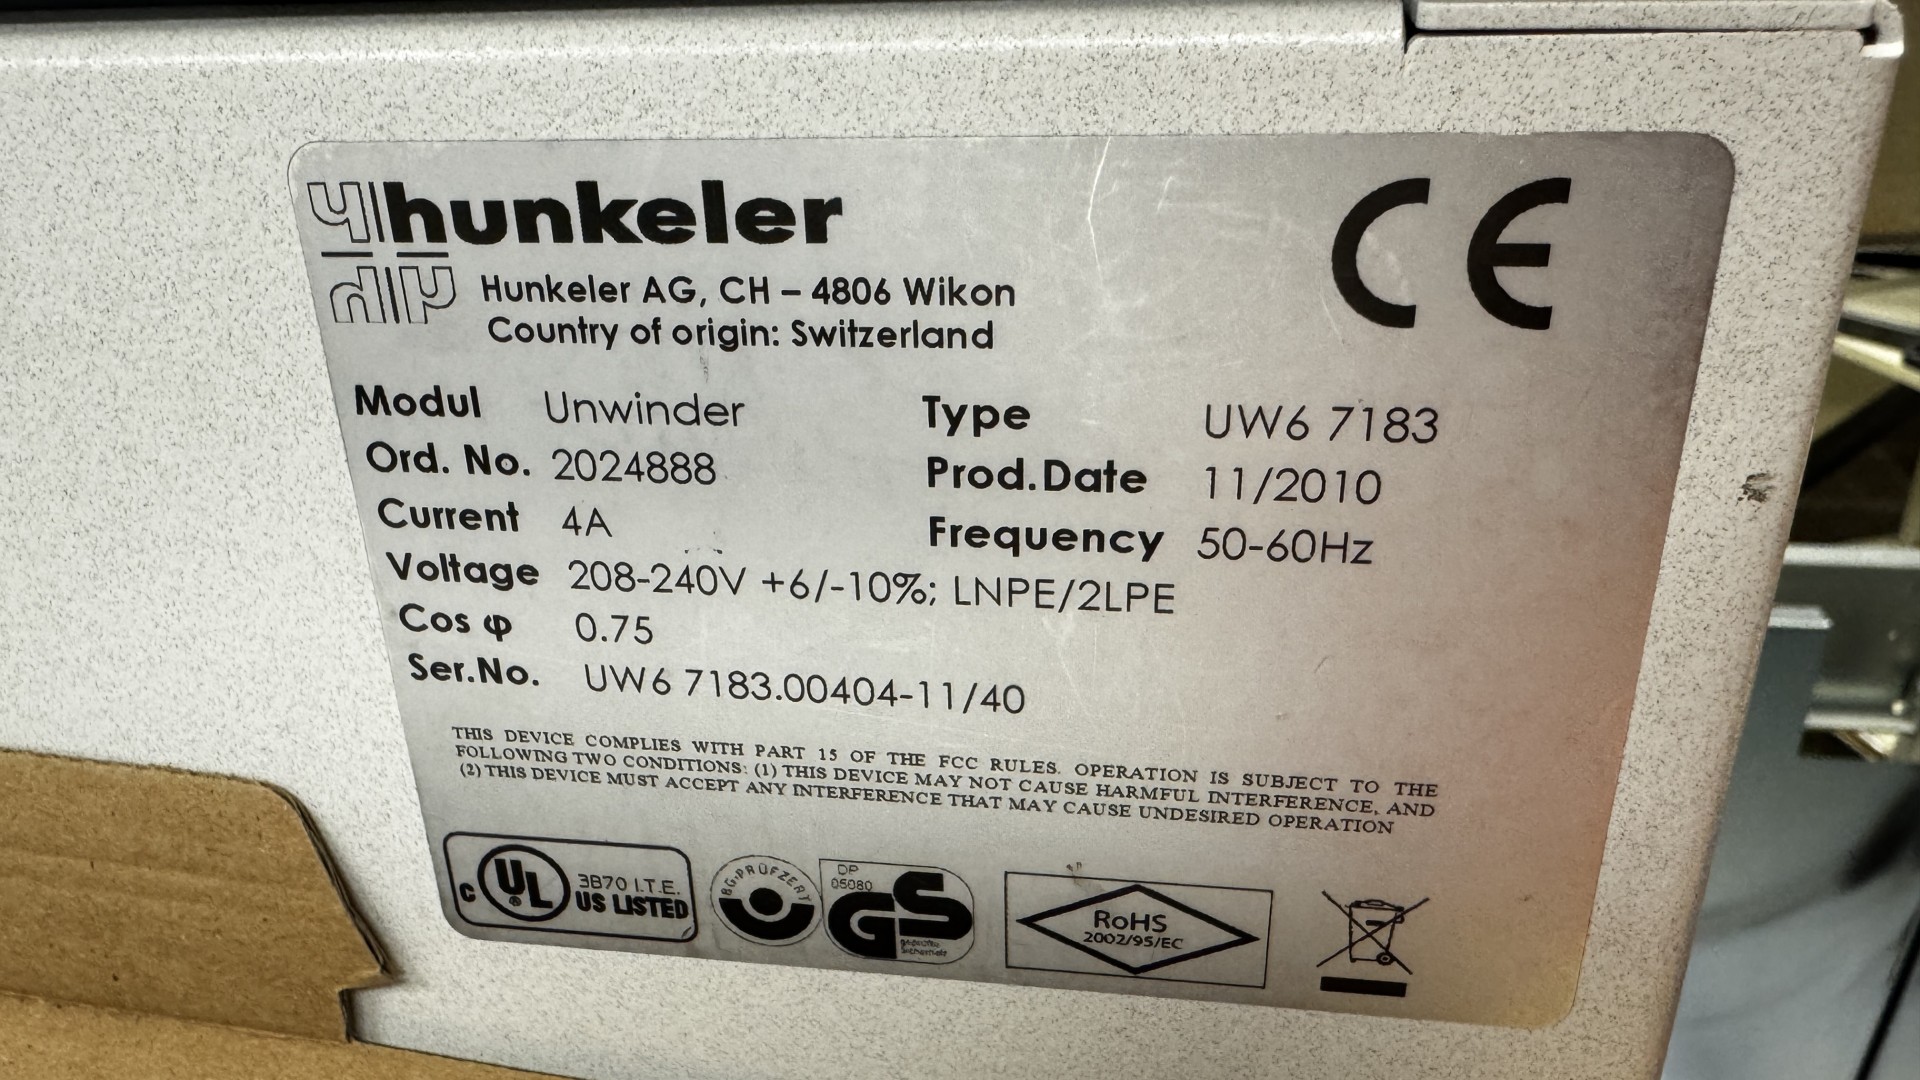 hunkeler
Hunkeler AG, CH – 4806 Wikon
Country of origin: Switzerland
Modul Unwinder Type UW6 7183
Ord. No. 2024888 Prod.Date 11/2010
Current 4A Frequency 50-60Hz
Voltage 208-240V +6/-10%; LNPE/2LPE
Cos φ 0.75
Ser.No. UW6 7183.00404-11/40
THIS DEVICE COMPLIES WITH PART 15 OF THE FCC RULES. OPERATION IS SUBJECT TO THE
FOLLOWING TWO CONDITIONS: (1) THIS DEVICE MAY NOT CAUSE HARMFUL INTERFERENCE, AND
(2) THIS DEVICE MUST ACCEPT ANY INTERFERENCE THAT MAY CAUSE UNDESIRED OPERATION
C UL ® 3B70 I.T.E.
US LISTED
BG-PRÜFZERT
DP
05080
GS
geprüfte
Sicherheit
RoHS
2002/95/EC
CE